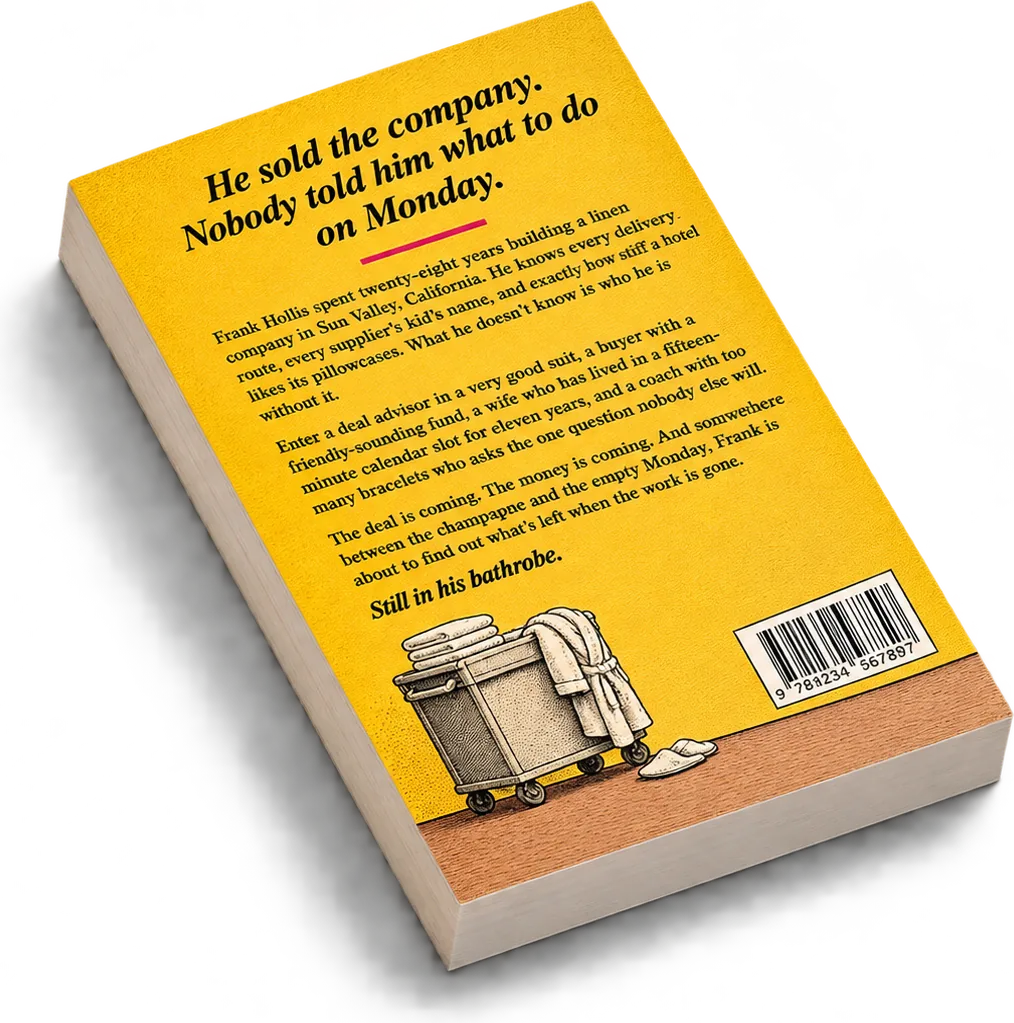 He sold the company.
Nobody told him what to do
on Monday.
Frank Hollis spent twenty-eight years building a linen
company in Sun Valley, California. He knows every delivery
route, every supplier's kid's name, and exactly how stiff a hotel
likes its pillowcases. What he doesn't know is who he is
without it.
Enter a deal advisor in a very good suit, a buyer with a
friendly-sounding fund, a wife who has lived in a fifteen-
minute calendar slot for eleven years, and a coach with too
many bracelets who asks the one question nobody else will.
The deal is coming. The money is coming. And somwethere
between the champapne and the empty Monday, Frank is
about to find out what's left when the work is gone.
Still in his bathrobe.
9 781234 567897